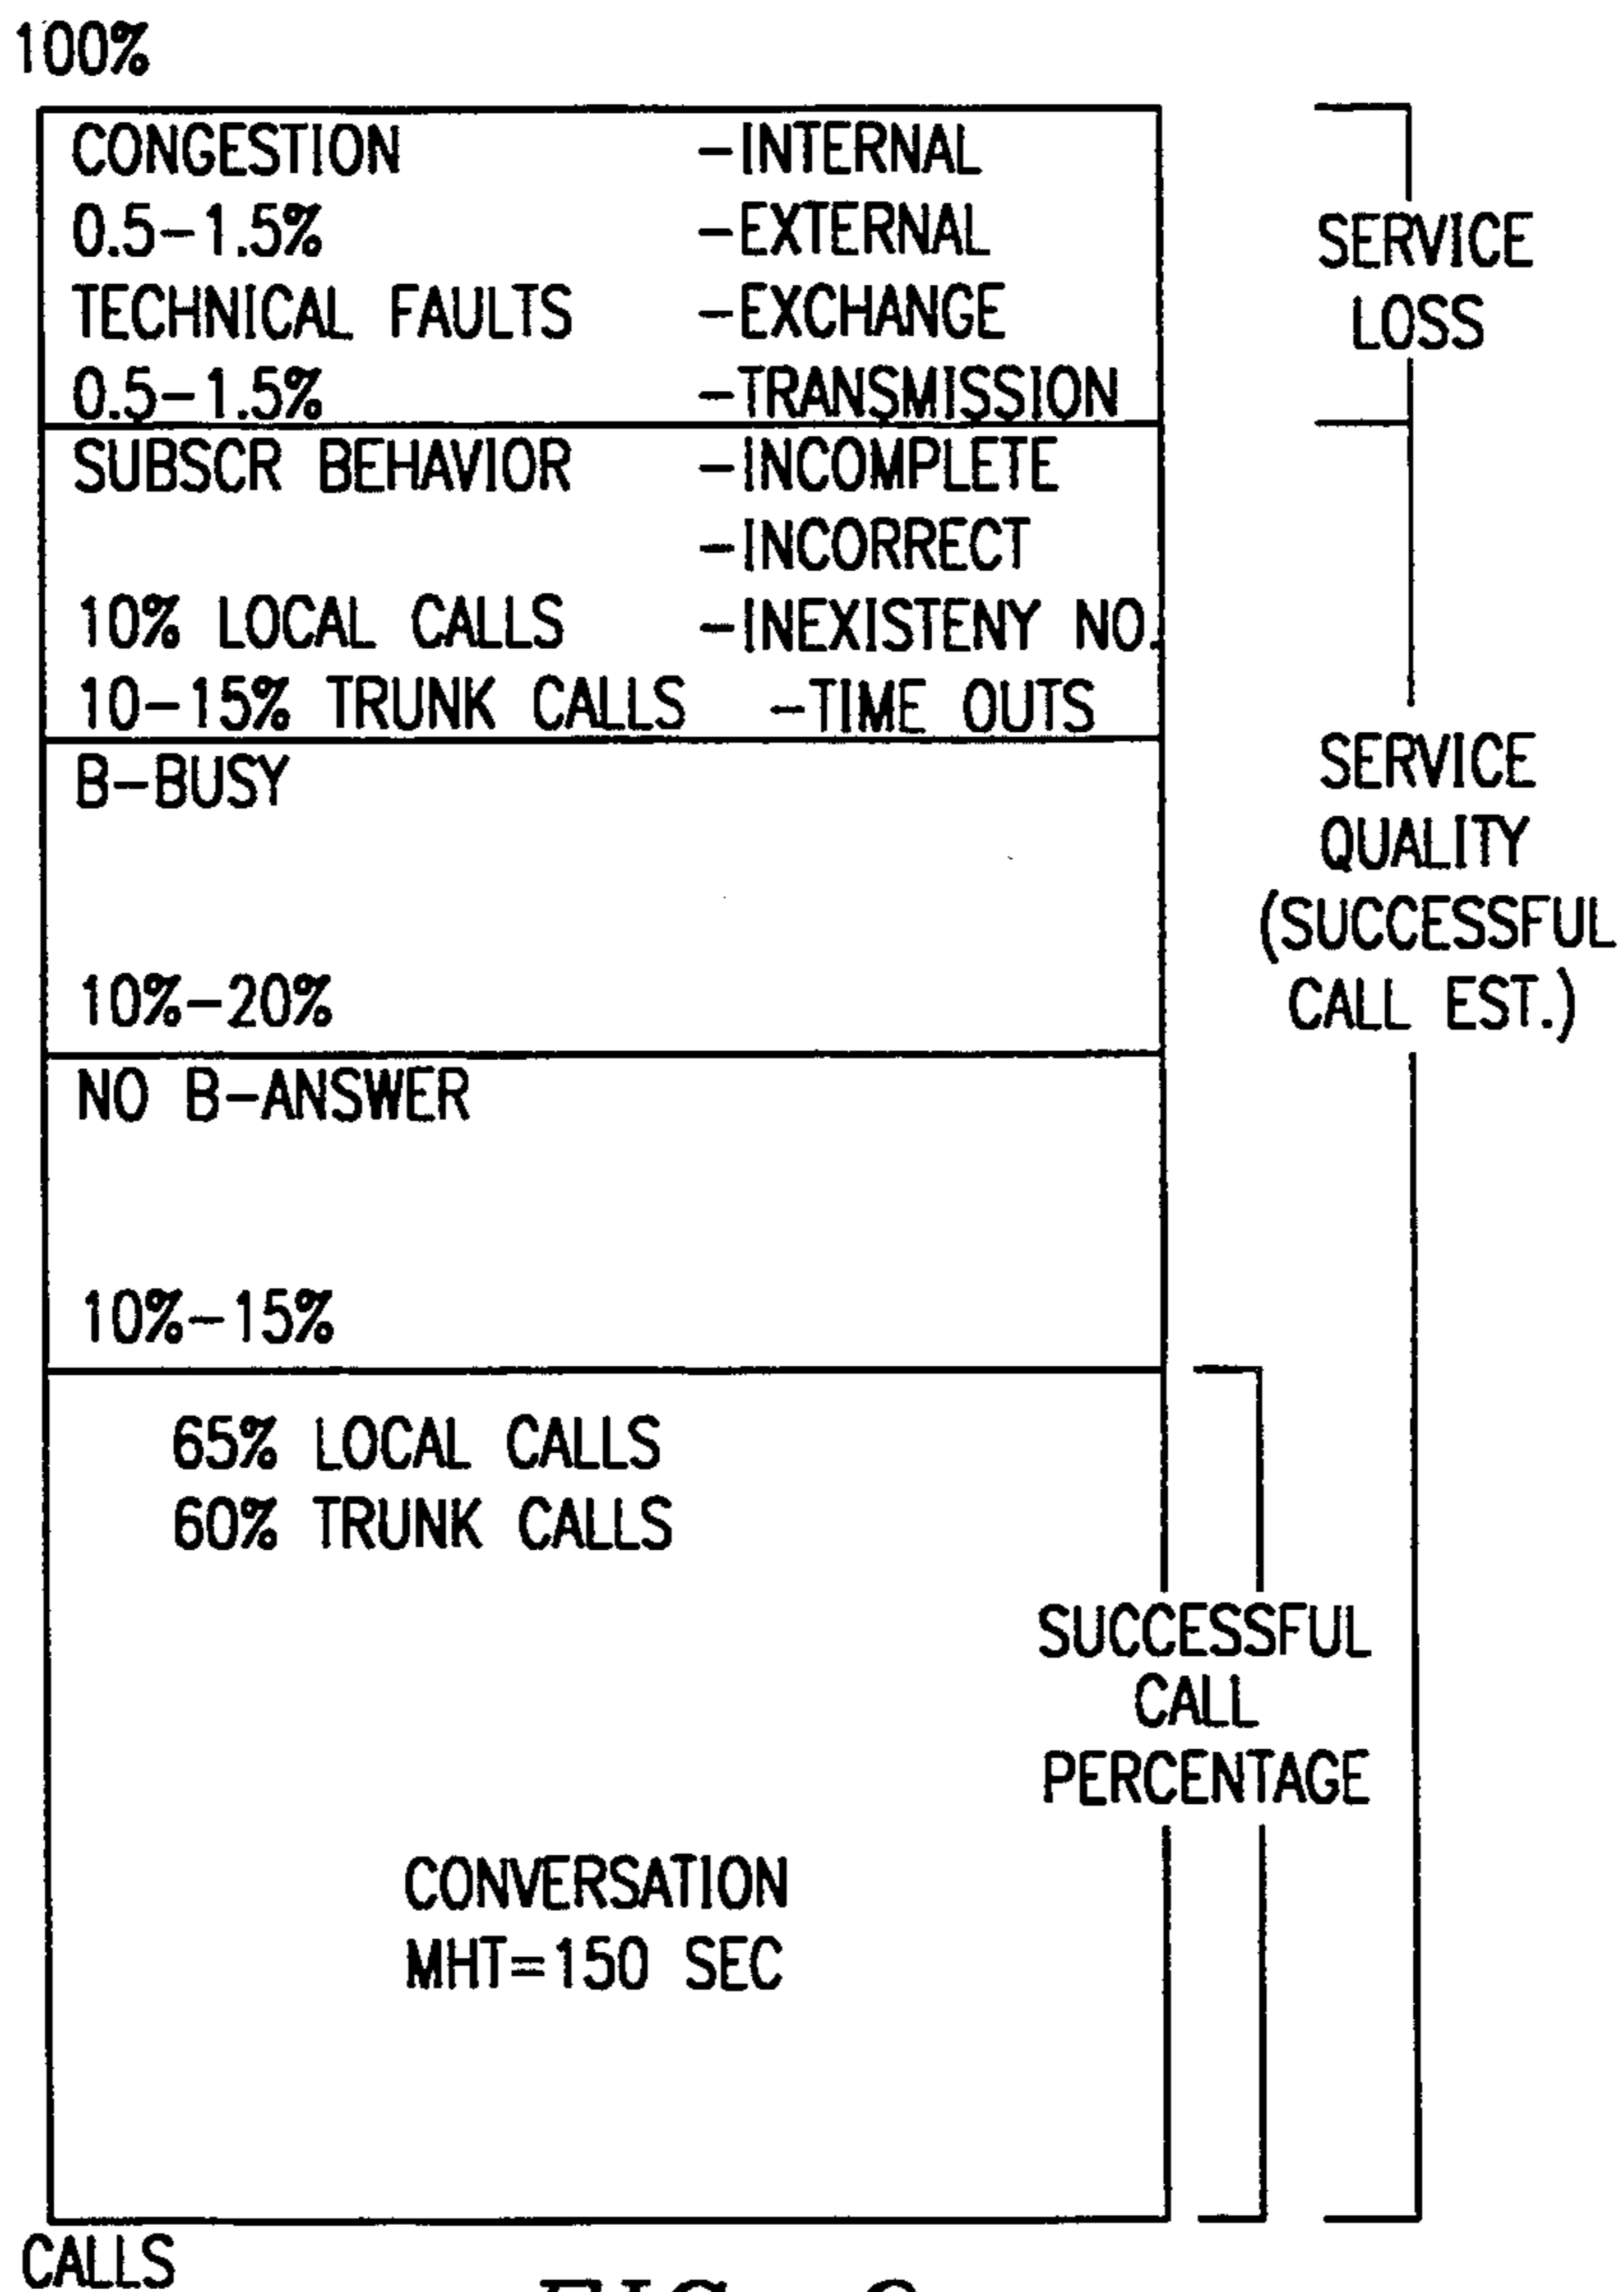 100%
CONGESTION -INTERNAL
0.5-1.5% -EXTERNAL
TECHNICAL FAULTS -EXCHANGE
0.5-1.5% -TRANSMISSION
SERVICE
LOSS
SUBSCR BEHAVIOR -INCOMPLETE
-INCORRECT
10% LOCAL CALLS -INEXISTENY NO.
10-15% TRUNK CALLS -TIME OUTS
B-BUSY
10%-20%
SERVICE
QUALITY
(SUCCESSFUL
CALL EST.)
NO B-ANSWER
10%-15%
65% LOCAL CALLS
60% TRUNK CALLS
SUCCESSFUL
CALL
PERCENTAGE
CONVERSATION
MHT=150 SEC
CALLS